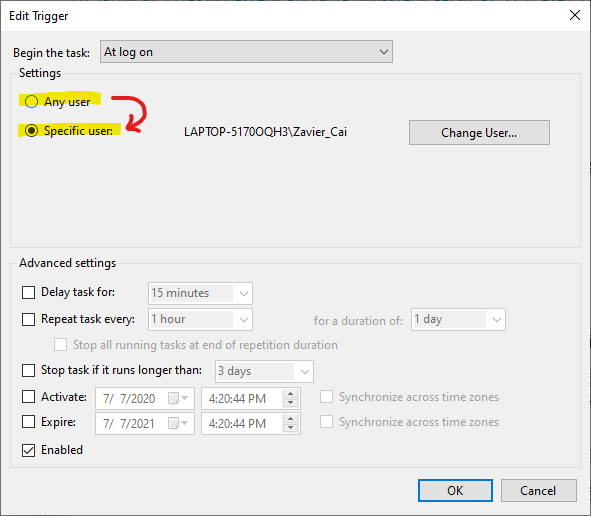 Edit Trigger
Begin the task: At log on
Settings
Any user
Specific user: LAPTOP-5170OQH3\Zavier_Cai Change User...
Advanced settings
Delay task for: 15 minutes
Repeat task every: 1 hour for a duration of: 1 day
Stop all running tasks at end of repetition duration
Stop task if it runs longer than: 3 days
Activate: 7/ 7/2020 4:20:44 PM Synchronize across time zones
Expire: 7/ 7/2021 4:20:44 PM Synchronize across time zones
Enabled
OK Cancel